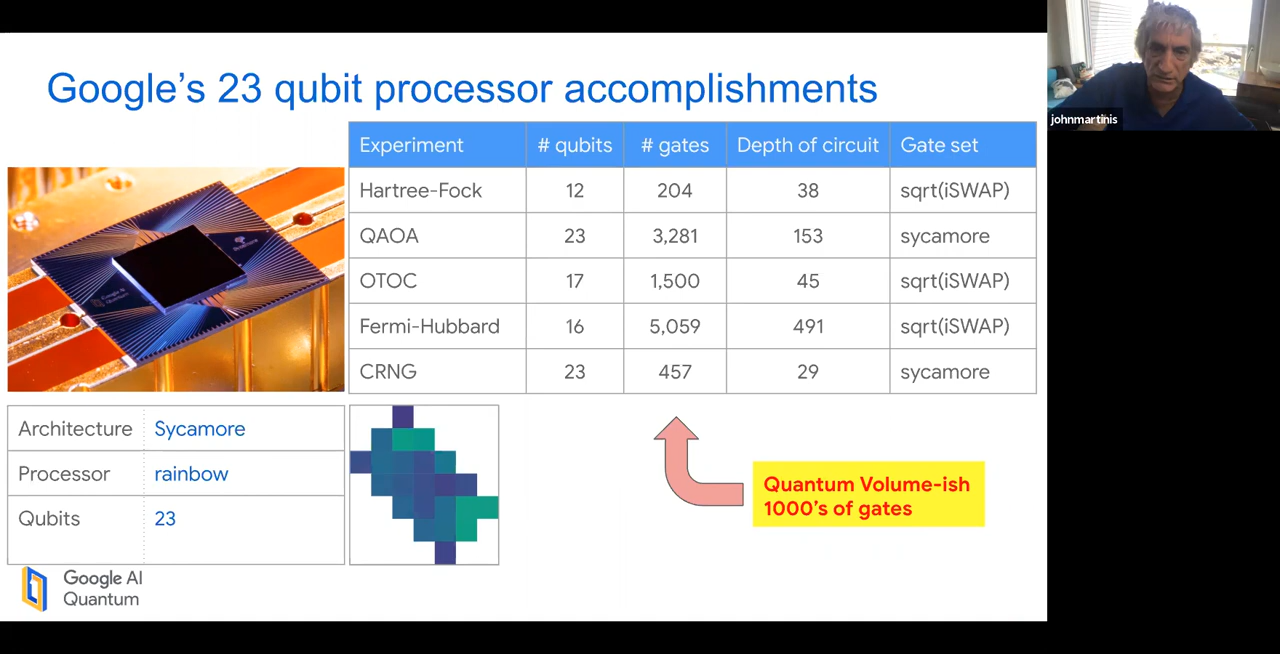 Google's 23 qubit processor accomplishments
johnmartinis
Experiment # qubits # gates Depth of circuit Gate set
Hartree-Fock 12 204 38 sqrt(iSWAP)
QAOA 23 3,281 153 sycamore
OTOC 17 1,500 45 sqrt(iSWAP)
Fermi-Hubbard 16 5,059 491 sqrt(iSWAP)
CRNG 23 457 29 sycamore
Google AI
Quantum
Architecture Sycamore
Processor rainbow
Qubits 23
Quantum Volume-ish
1000's of gates
Google AI
Quantum